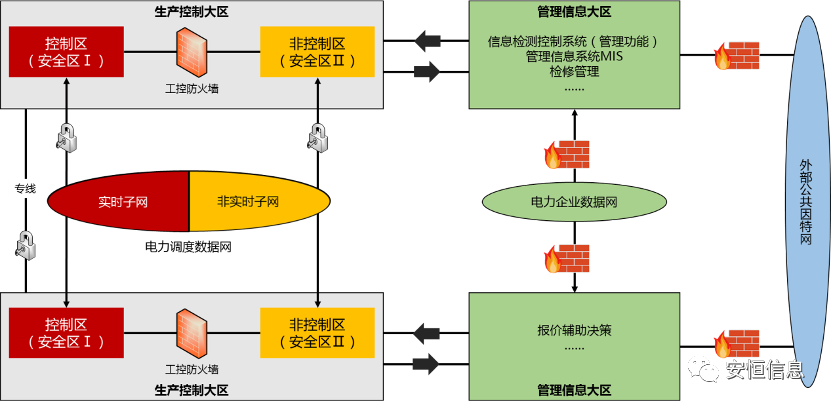 生产控制大区
控制区
（安全区Ⅰ）
工控防火墙
非控制区
（安全区Ⅱ）
管理信息大区
信息检测控制系统（管理功能）
管理信息系统MIS
检修管理
......
专线
实时子网
非实时子网
电力调度数据网
电力企业数据网
外部公共因特网
控制区
（安全区Ⅰ）
工控防火墙
非控制区
（安全区Ⅱ）
生产控制大区
报价辅助决策
......
管理信息大区
安恒信息